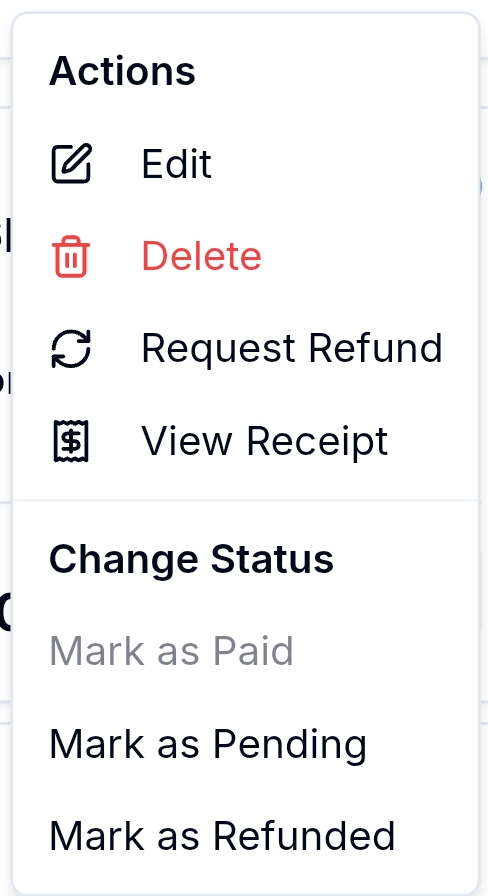 Actions
Edit
Delete
Request Refund
View Receipt
Change Status
Mark as Paid
Mark as Pending
Mark as Refunded